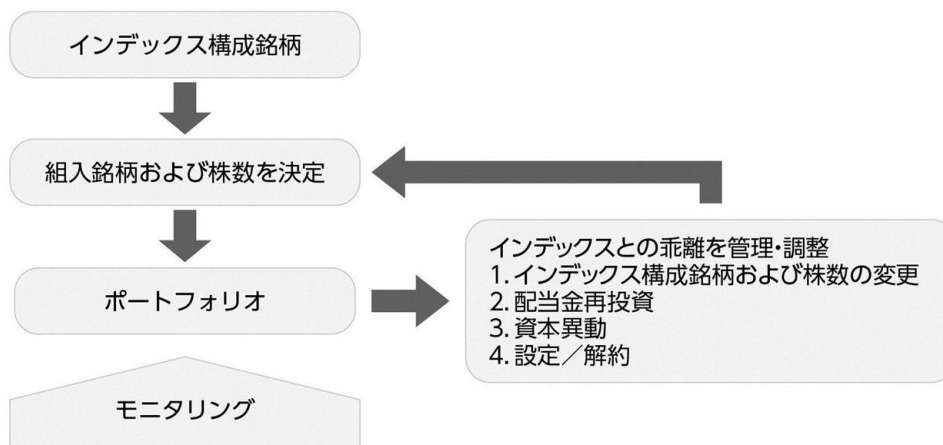 インデックス構成銘柄
組入銘柄および株数を決定
ポートフォリオ
モニタリング
インデックスとの乖離を管理・調整
1. インデックス構成銘柄および株数の変更
2. 配当金再投資
3. 資本異動
4. 設定／解約